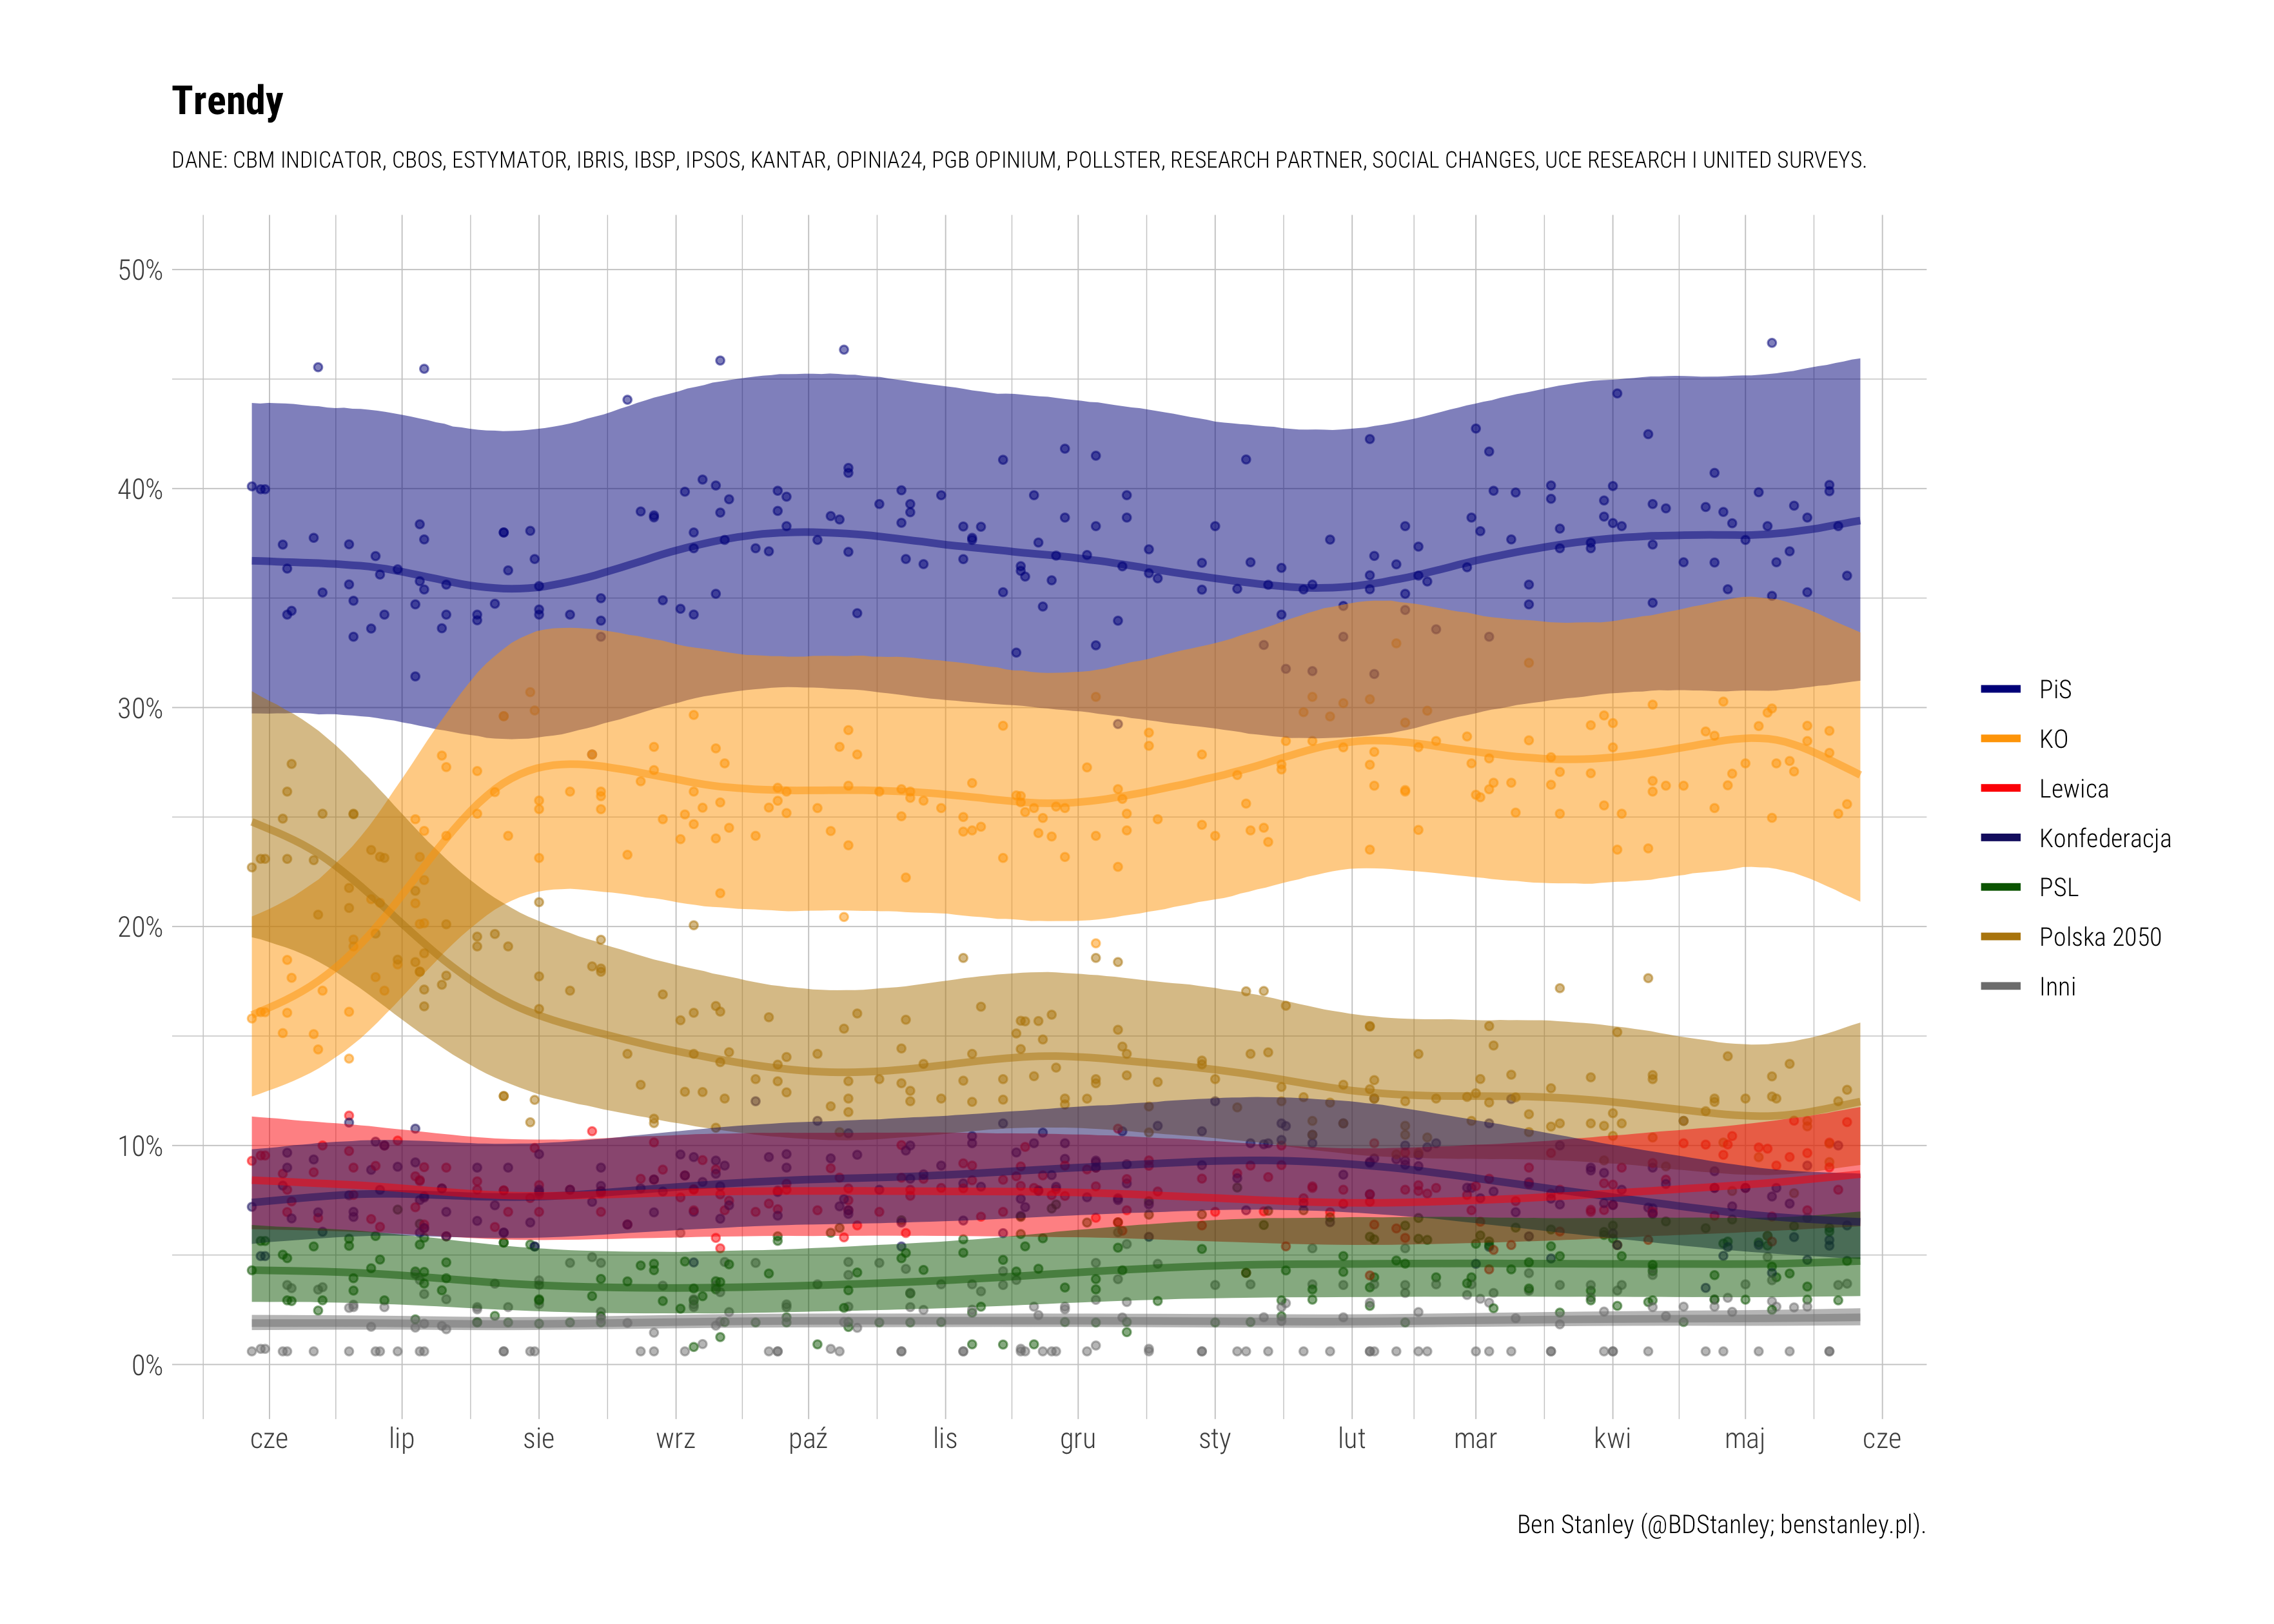 Trendy
DANE: CBM INDICATOR, CBOS, ESTYMATOR, IBRIS, IBSP, IPSOS, KANTAR, OPINIA24, PGB OPINIUM, POLLSTER, RESEARCH PARTNER, SOCIAL CHANGES, UCE RESEARCH I UNITED SURVEYS.
50%
40%
30%
20%
10%
0%
cze lip sie wrz paź lis gru sty lut mar kwi maj cze
PiS
KO
Lewica
Konfederacja
PSL
Polska 2050
Inni
Ben Stanley (@BDStanley; benstanley.pl).